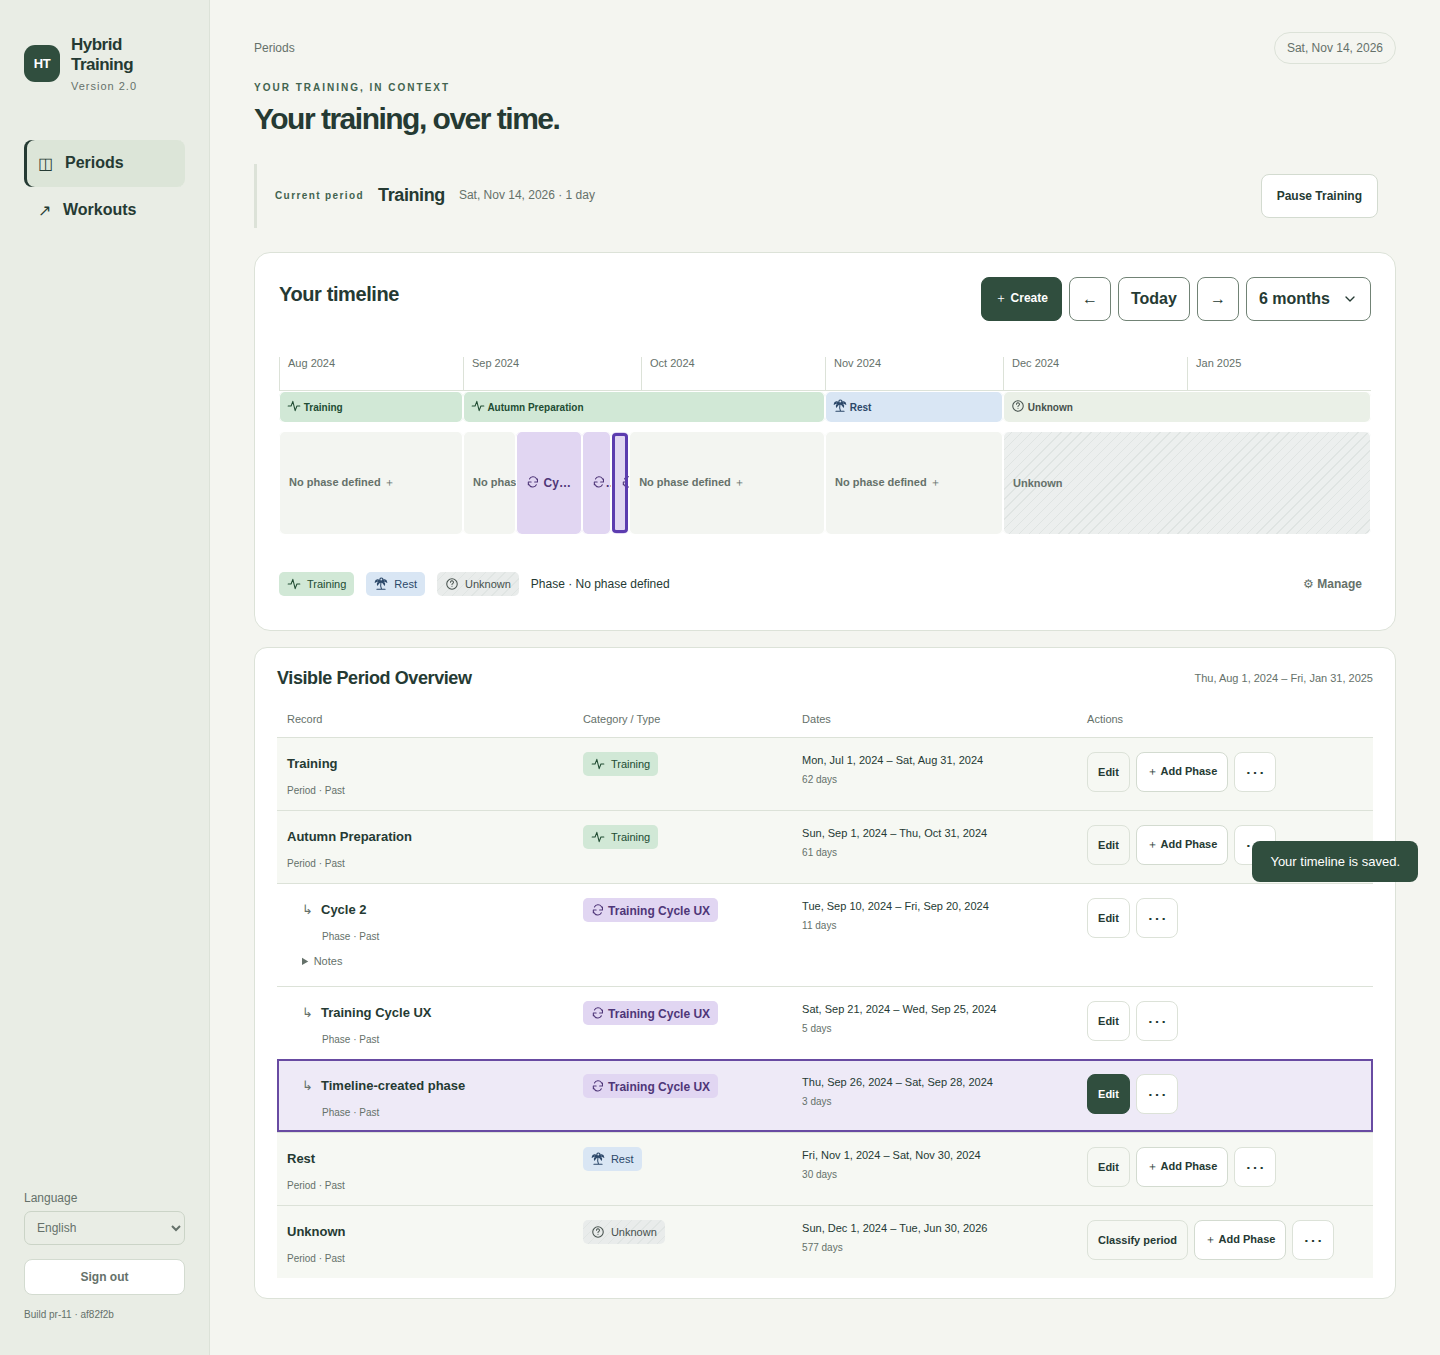 HT
Hybrid
Training
Version 2.0
Periods
Workouts
Language
English
Sign out
Build pr-11 · af82f2b
Periods
Sat, Nov 14, 2026
YOUR TRAINING, IN CONTEXT
Your training, over time.
Current period Training Sat, Nov 14, 2026 · 1 day
Pause Training
Your timeline
+ Create ← Today → 6 months
Aug 2024 Sep 2024 Oct 2024 Nov 2024 Dec 2024 Jan 2025
Training Autumn Preparation Rest Unknown
No phase defined + No phas Cy… … No phase defined + No phase defined + Unknown
Training Rest Unknown Phase · No phase defined
⚙ Manage
Visible Period Overview
Thu, Aug 1, 2024 – Fri, Jan 31, 2025
Record Category / Type Dates Actions
Training Training Mon, Jul 1, 2024 – Sat, Aug 31, 2024 Edit + Add Phase ···
Period · Past 62 days
Autumn Preparation Training Sun, Sep 1, 2024 – Thu, Oct 31, 2024 Edit + Add Phase
Period · Past 61 days
Your timeline is saved.
↳ Cycle 2 Training Cycle UX Tue, Sep 10, 2024 – Fri, Sep 20, 2024 Edit ···
Phase · Past 11 days
▶ Notes
↳ Training Cycle UX Training Cycle UX Sat, Sep 21, 2024 – Wed, Sep 25, 2024 Edit ···
Phase · Past 5 days
↳ Timeline-created phase Training Cycle UX Thu, Sep 26, 2024 – Sat, Sep 28, 2024 Edit ···
Phase · Past 3 days
Rest Rest Fri, Nov 1, 2024 – Sat, Nov 30, 2024 Edit + Add Phase ···
Period · Past 30 days
Unknown Unknown Sun, Dec 1, 2024 – Tue, Jun 30, 2026 Classify period + Add Phase ···
Period · Past 577 days